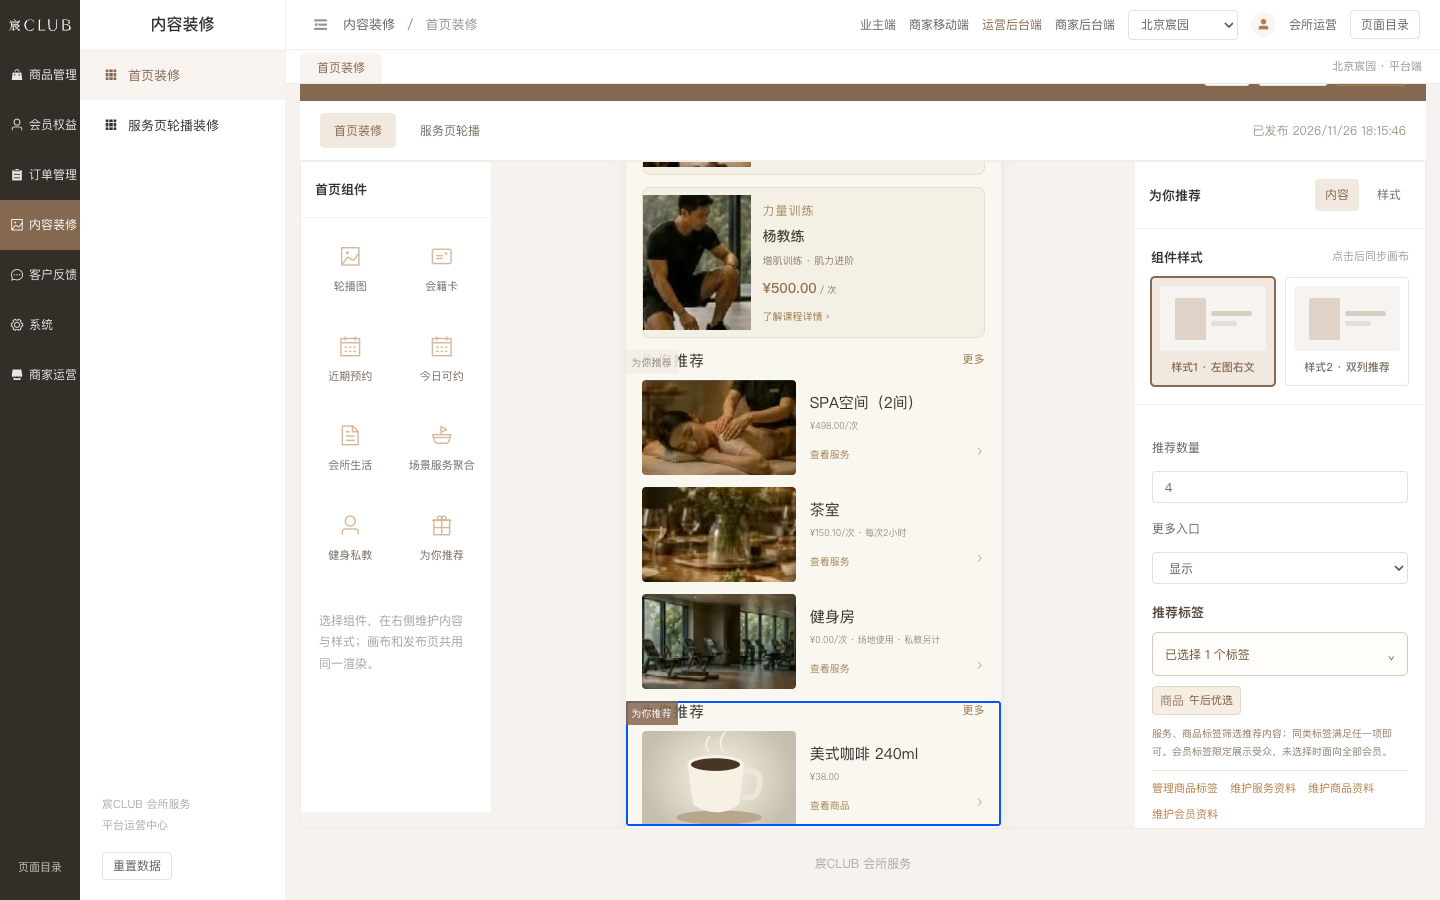 宸CLUB
商品管理
会员权益
订单管理
内容装修
客户反馈
系统
商家运营
页面目录
内容装修
首页装修
服务页轮播装修
宸CLUB 会所服务
平台运营中心
重置数据
内容装修 / 首页装修
业主端 商家移动端 运营后台端 商家后台端 北京宸园 会所运营 页面目录
首页装修
北京宸园 · 平台端
首页装修 服务页轮播
已发布 2026/11/26 18:15:46
首页组件
轮播图 会籍卡
近期预约 今日可约
会所生活 场景服务聚合
健身私教 为你推荐
选择组件，在右侧维护内容
与样式；画布和发布页共用
同一渲染。
力量训练
杨教练
增肌训练 · 肌力进阶
¥500.00 / 次
了解课程详情 ›
为你推荐
推荐 更多
SPA空间（2间）
¥498.00/次
查看服务 ›
茶室
¥150.10/次 · 每次2小时
查看服务 ›
健身房
¥0.00/次 · 场地使用 · 私教另计
查看服务 ›
为你推荐
推荐 更多
美式咖啡 240ml
¥38.00
查看商品 ›
为你推荐 内容 样式
组件样式 点击后同步画布
样式1 · 左图右文 样式2 · 双列推荐
推荐数量
4
更多入口
显示
推荐标签
已选择 1 个标签
商品 午后优选
服务、商品标签筛选推荐内容；同类标签满足任一项即
可。会员标签限定展示受众，未选择时面向全部会员。
管理商品标签 维护服务资料 维护商品资料
维护会员资料
宸CLUB 会所服务